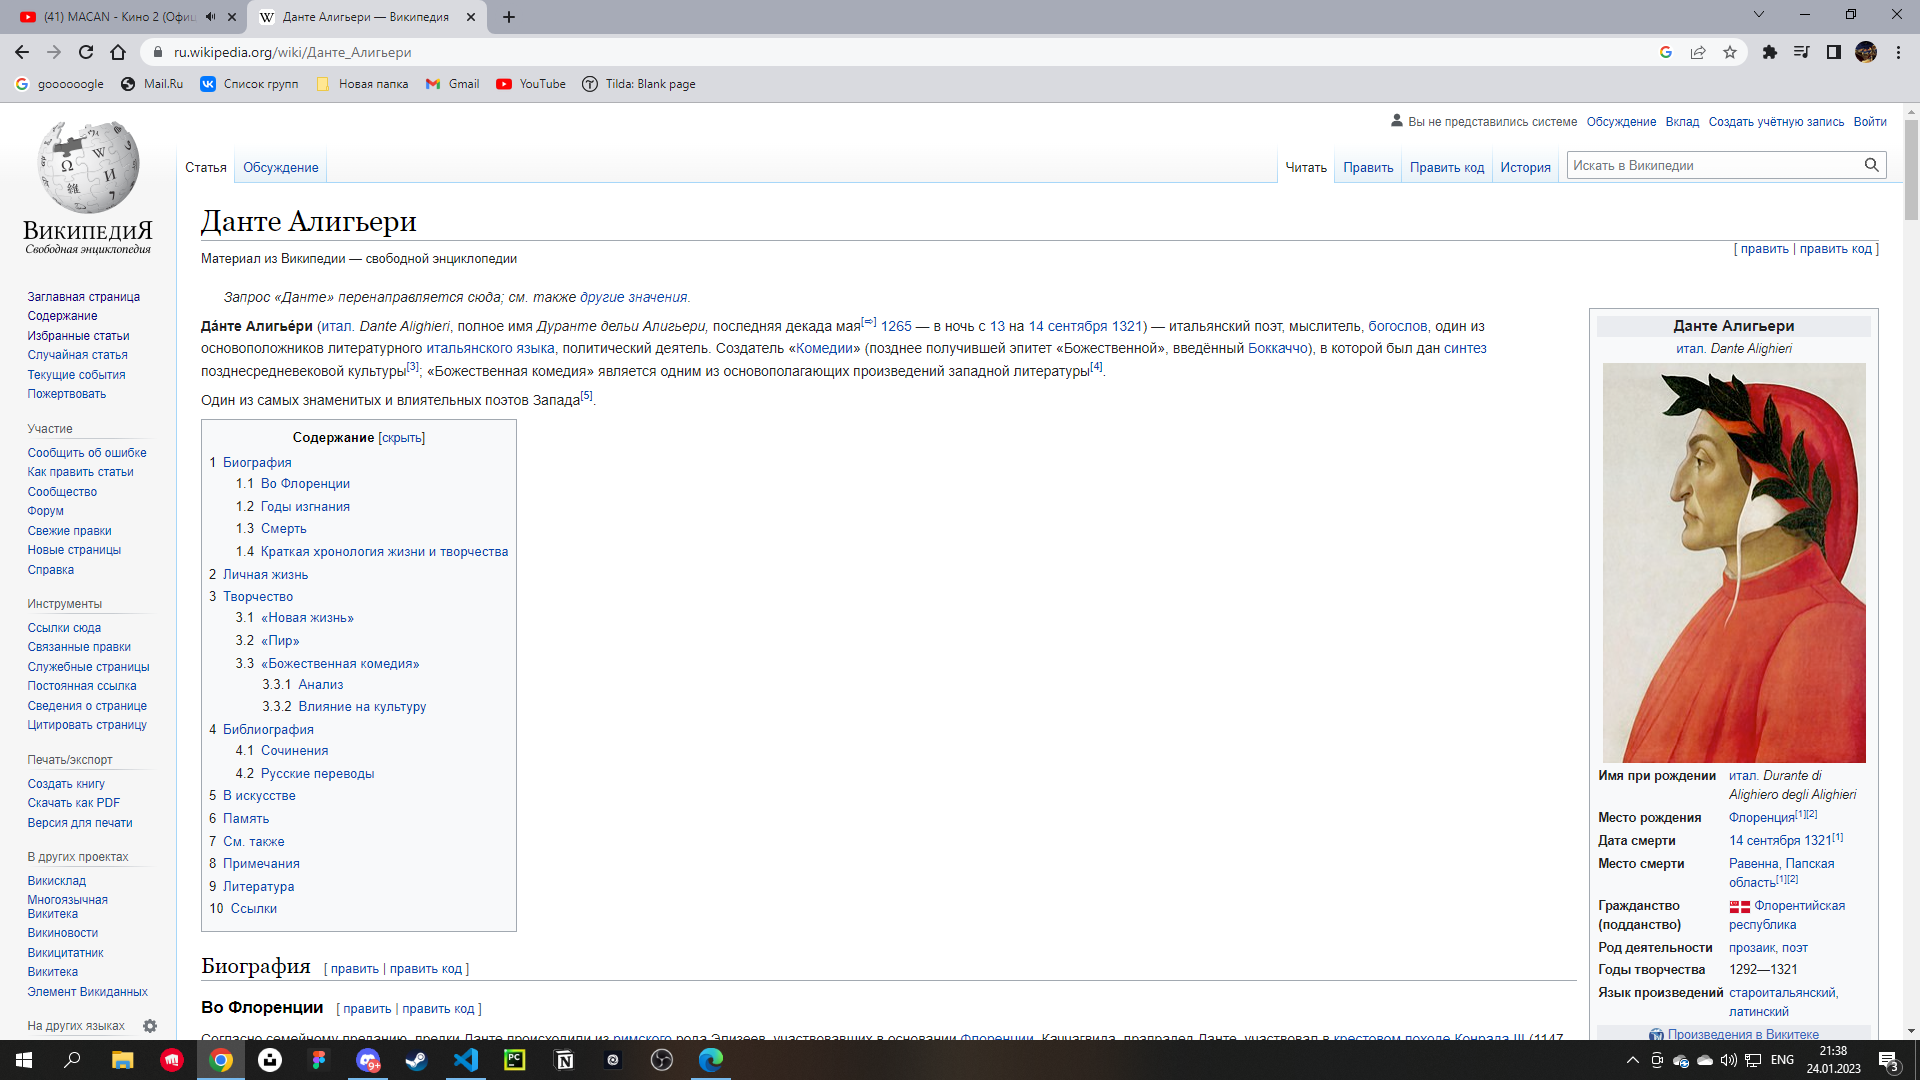 (41) MACAN - Кино 2 (Офиц
Данте Алигьери — Википедия
ru.wikipedia.org/wiki/Данте_Алигьери
goooooogle
Mail.Ru
Список групп
Новая папка
Gmail
YouTube
Tilda: Blank page
Вы не представились системе
Обсуждение
Вклад
Создать учётную запись
Войти
Статья
Обсуждение
Читать
Править
Править код
История
Искать в Википедии
ВикипедиЯ
Свободная энциклопедия
Заглавная страница
Содержание
Избранные статьи
Случайная статья
Текущие события
Пожертвовать
Участие
Сообщить об ошибке
Как править статьи
Сообщество
Форум
Свежие правки
Новые страницы
Справка
Инструменты
Ссылки сюда
Связанные правки
Служебные страницы
Постоянная ссылка
Сведения о странице
Цитировать страницу
Печать/экспорт
Создать книгу
Скачать как PDF
Версия для печати
В других проектах
Викисклад
Многоязычная
Викитека
Викиновости
Викицитатник
Викитека
Элемент Викиданных
На других языках
Данте Алигьери
[ править | править код ]
Материал из Википедии — свободной энциклопедии
Запрос «Данте» перенаправляется сюда; см. также другие значения.
Да́нте Алигье́ри (итал. Dante Alighieri, полное имя Дуранте дельи Алигьери, последняя декада мая[⇨] 1265 — в ночь с 13 на 14 сентября 1321) — итальянский поэт, мыслитель, богослов, один из
основоположников литературного итальянского языка, политический деятель. Создатель «Комедии» (позднее получившей эпитет «Божественной», введённый Боккаччо), в которой был дан синтез
позднесредневековой культуры[3]; «Божественная комедия» является одним из основополагающих произведений западной литературы[4].
Один из самых знаменитых и влиятельных поэтов Запада[5].
Содержание [скрыть]
1 Биография
1.1 Во Флоренции
1.2 Годы изгнания
1.3 Смерть
1.4 Краткая хронология жизни и творчества
2 Личная жизнь
3 Творчество
3.1 «Новая жизнь»
3.2 «Пир»
3.3 «Божественная комедия»
3.3.1 Анализ
3.3.2 Влияние на культуру
4 Библиография
4.1 Сочинения
4.2 Русские переводы
5 В искусстве
6 Память
7 См. также
8 Примечания
9 Литература
10 Ссылки
Биография [ править | править код ]
Во Флоренции [ править | править код ]
Согласно семейному преданию, предки Данте происходили из римского рода Элизеев, участвовавших в основании Флоренции. Каччагвида, прапрадед Данте, участвовал в крестовом походе Конрада III (1147
Данте Алигьери
итал. Dante Alighieri
Имя при рождении итал. Durante di
Alighiero degli Alighieri
Место рождения Флоренция[1][2]
Дата смерти 14 сентября 1321[1]
Место смерти Равенна, Папская
область[1][2]
Гражданство Флорентийская
(подданство) республика
Род деятельности прозаик, поэт
Годы творчества 1292—1321
Язык произведений староитальянский,
латинский
Произведения в Викитеке
9+
PC
ENG
21:38
24.01.2023
3